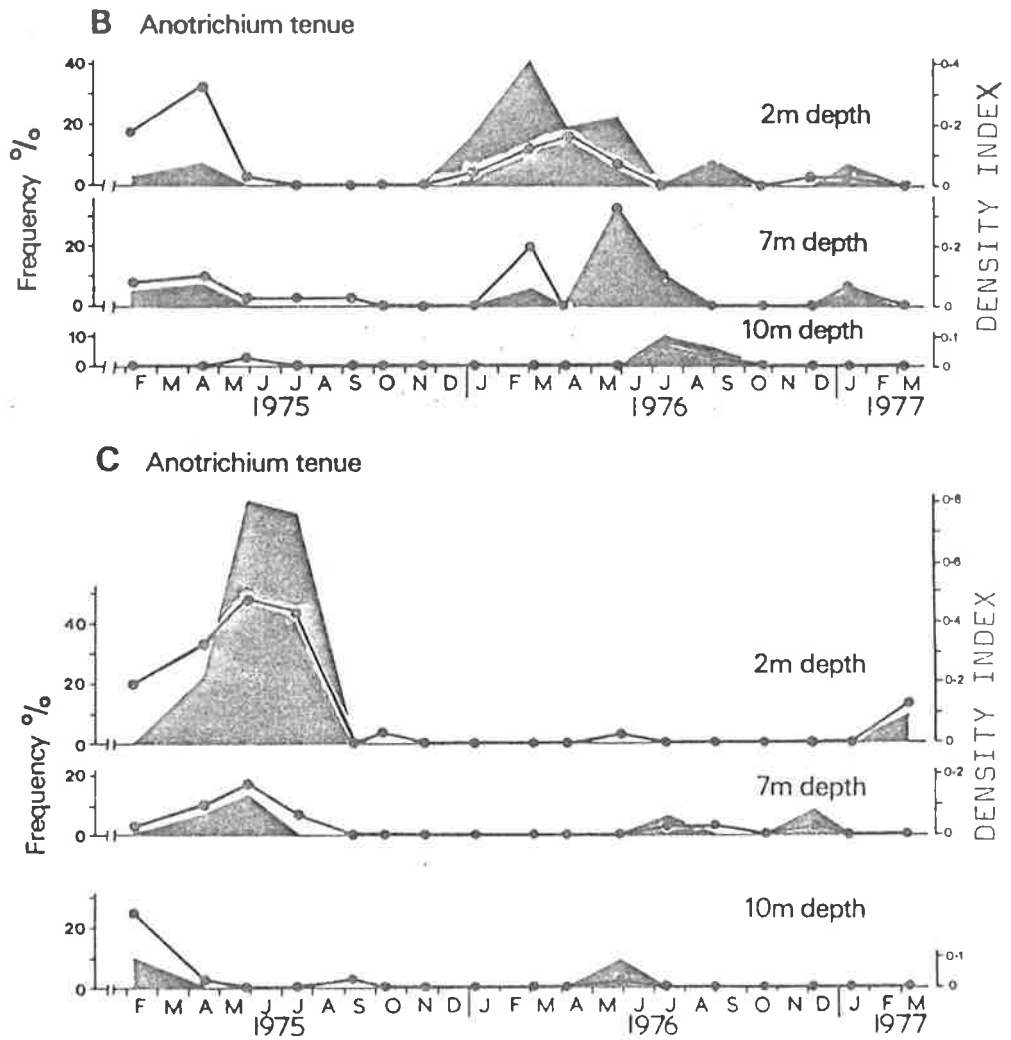 B Anotrichium tenue
40
20
0
0.4
0.2
0
2m depth
Frequency %
DENSITY INDEX
20
0
0.2
0
7m depth
10
0
0.1
0
10m depth
F M A M J J A S O N D J F M A M J J A S O N D J F M
1975 1976 1977
C Anotrichium tenue
40
20
0
0.8
0.6
0.4
0.2
0
2m depth
Frequency %
DENSITY INDEX
20
0
0.2
0
7m depth
20
0
0.1
0
10m depth
F M A M J J A S O N D J F M A M J J A S O N D J F M
1975 1976 1977